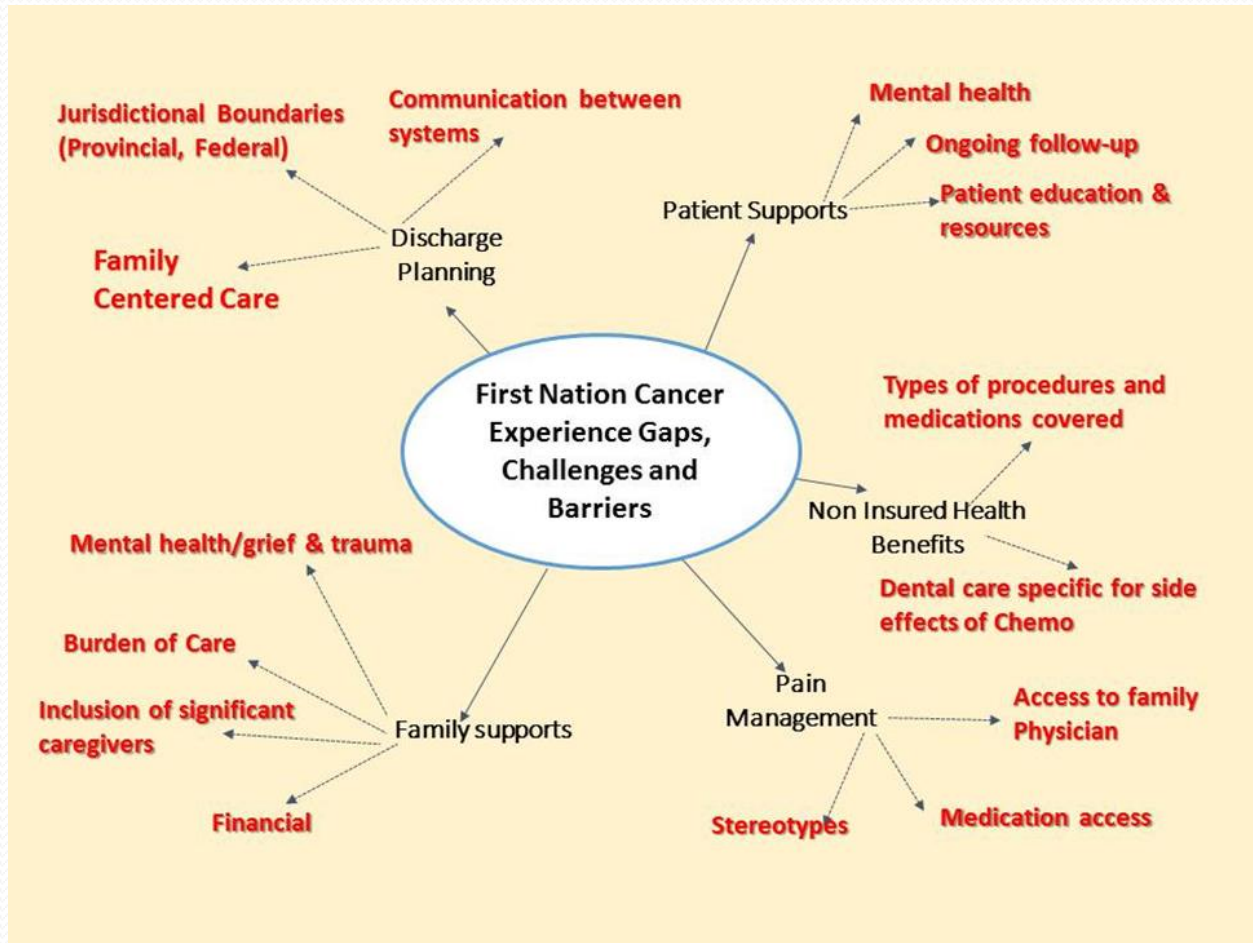 Jurisdictional Boundaries
(Provincial, Federal)
Communication between
systems
Family
Centered Care
Discharge
Planning
Mental health
Ongoing follow-up
Patient education &
resources
Patient Supports
First Nation Cancer
Experience Gaps,
Challenges and
Barriers
Types of procedures and
medications covered
Non Insured Health
Benefits
Dental care specific for side
effects of Chemo
Mental health/grief & trauma
Burden of Care
Inclusion of significant
caregivers
Family supports
Financial
Pain
Management
Access to family
Physician
Stereotypes
Medication access